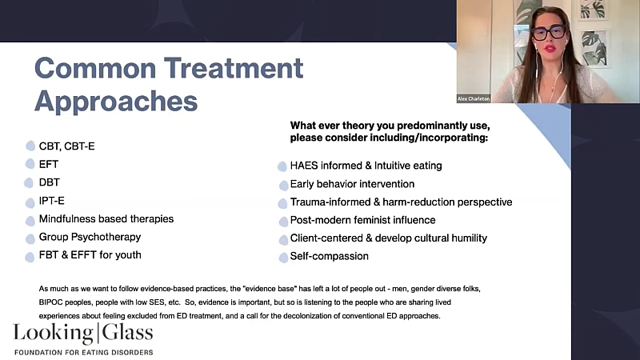 Common Treatment
Approaches
CBT, CBT-E
EFT
DBT
IPT-E
Mindfulness based therapies
Group Psychotherapy
FBT & EFFT for youth
What ever theory you predominantly use,
please consider including/incorporating:
HAES informed & Intuitive eating
Early behavior intervention
Trauma-informed & harm-reduction perspective
Post-modern feminist influence
Client-centered & develop cultural humility
Self-compassion
As much as we want to follow evidence-based practices, the "evidence base" has left a lot of people out - men, gender diverse folks,
BIPOC peoples, people with low SES, etc. So, evidence is important, but so is listening to the people who are sharing lived
experiences about feeling excluded from ED treatment, and a call for the decolonization of conventional ED approaches.
Looking|Glass
FOUNDATION FOR EATING DISORDERS
Alex Charleton